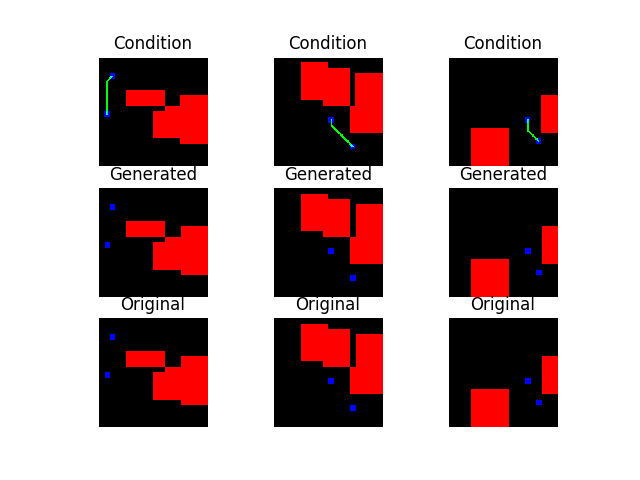 Condition Condition Condition
Generated Generated Generated
Original Original Original